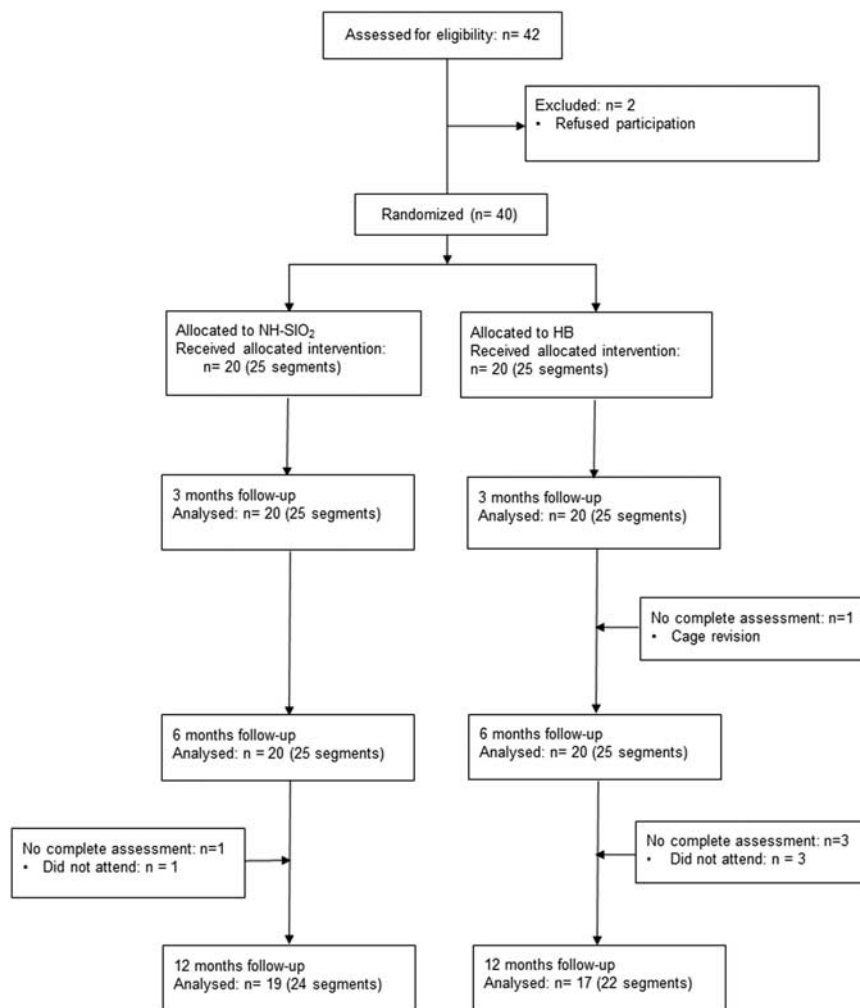 Assessed for eligibility: n= 42
Excluded: n= 2
• Refused participation
Randomized (n= 40)
Allocated to NH-SIO₂
Received allocated intervention:
n= 20 (25 segments)
Allocated to HB
Received allocated intervention:
n= 20 (25 segments)
3 months follow-up
Analysed: n= 20 (25 segments)
3 months follow-up
Analysed: n= 20 (25 segments)
No complete assessment: n=1
• Cage revision
6 months follow-up
Analysed: n = 20 (25 segments)
6 months follow-up
Analysed: n= 20 (25 segments)
No complete assessment: n=1
• Did not attend: n = 1
No complete assessment: n=3
• Did not attend: n = 3
12 months follow-up
Analysed: n= 19 (24 segments)
12 months follow-up
Analysed: n= 17 (22 segments)